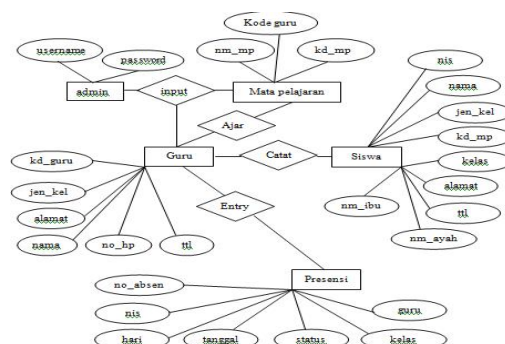 Kode guru
username
nm_mp
kd_mp
password
nis
admin
input
Mata pelajaran
nama
jen_kel
Ajar
kd_mp
kd_guru
Guru
Catat
Siswa
kelas
jen_kel
alamat
alamat
nm_ibu
Entry
ttl
nama
no_hp
ttl
nm_ayah
Presensi
no_absen
guru
nis
hari
tanggal
status
kelas